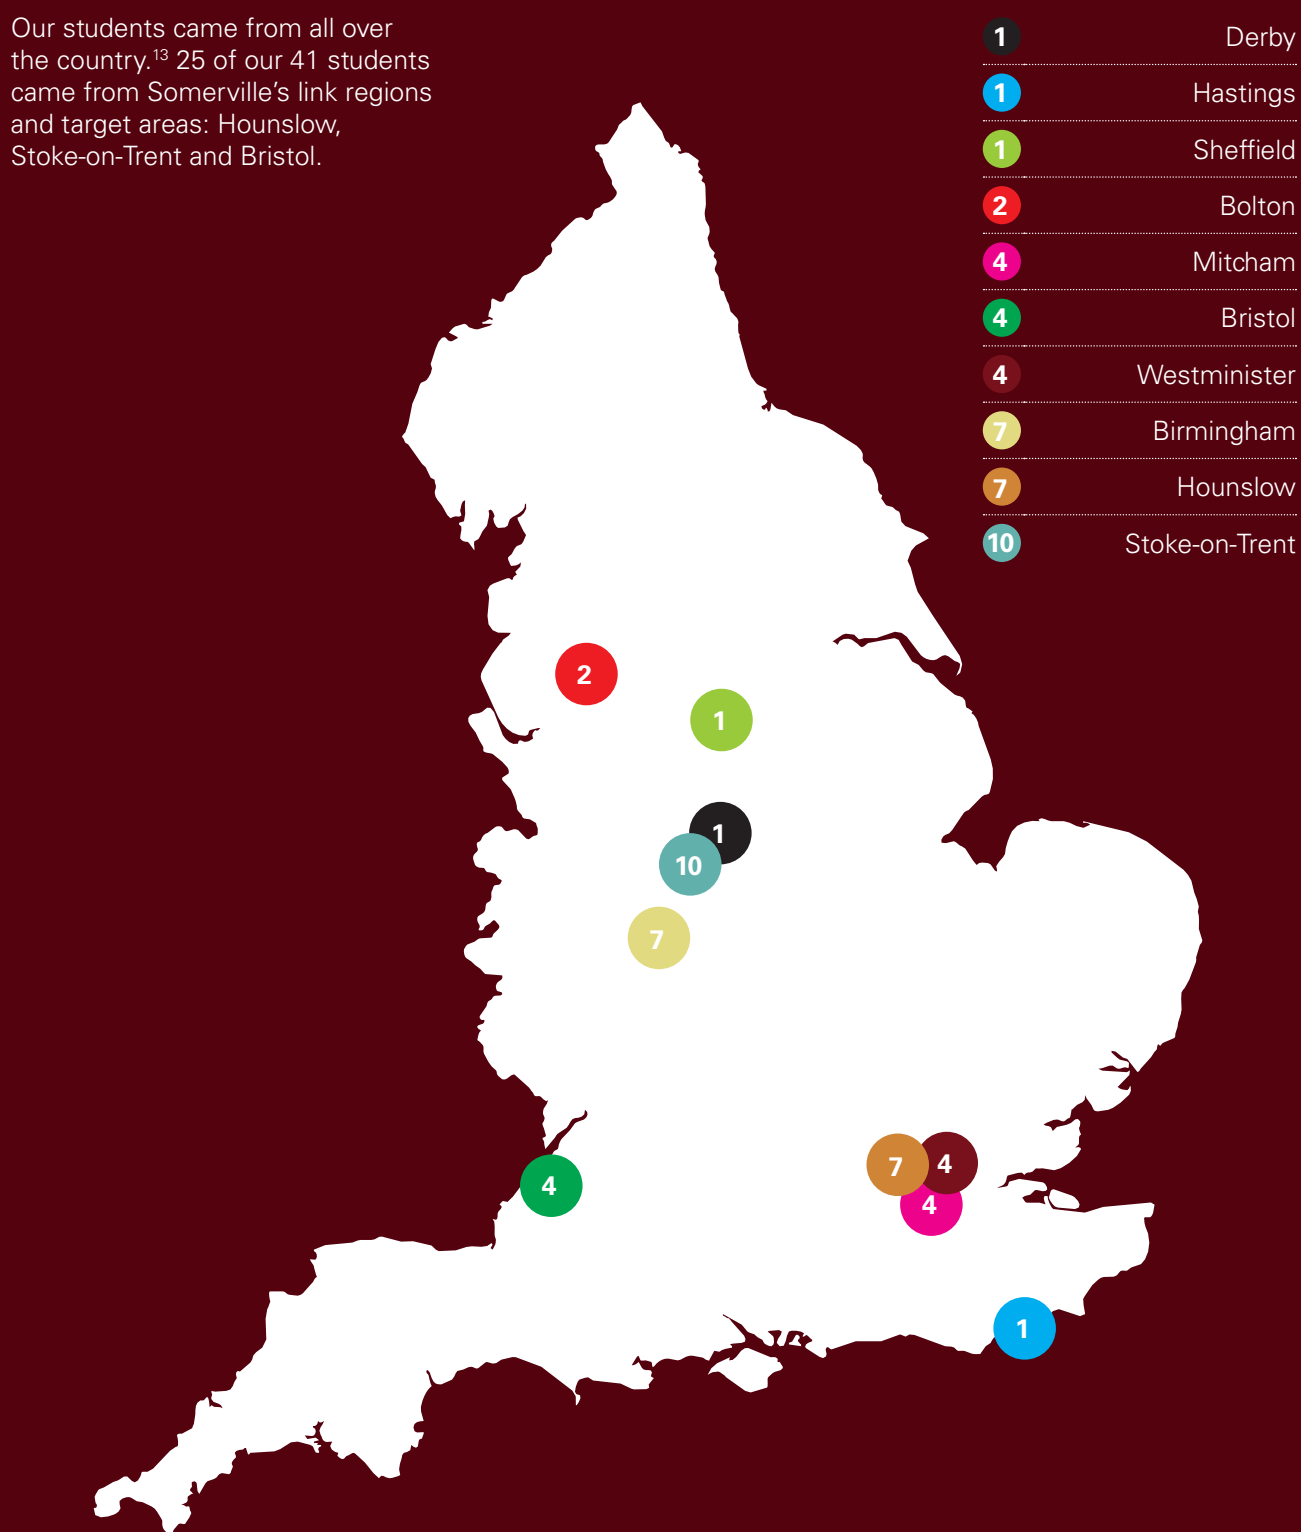 Our students came from all over
the country.13 25 of our 41 students
came from Somerville's link regions
and target areas: Hounslow,
Stoke-on-Trent and Bristol.
1 Derby
1 Hastings
1 Sheffield
2 Bolton
4 Mitcham
4 Bristol
4 Westminister
7 Birmingham
7 Hounslow
10 Stoke-on-Trent
2
1
1
10
7
7
4
4
4
1